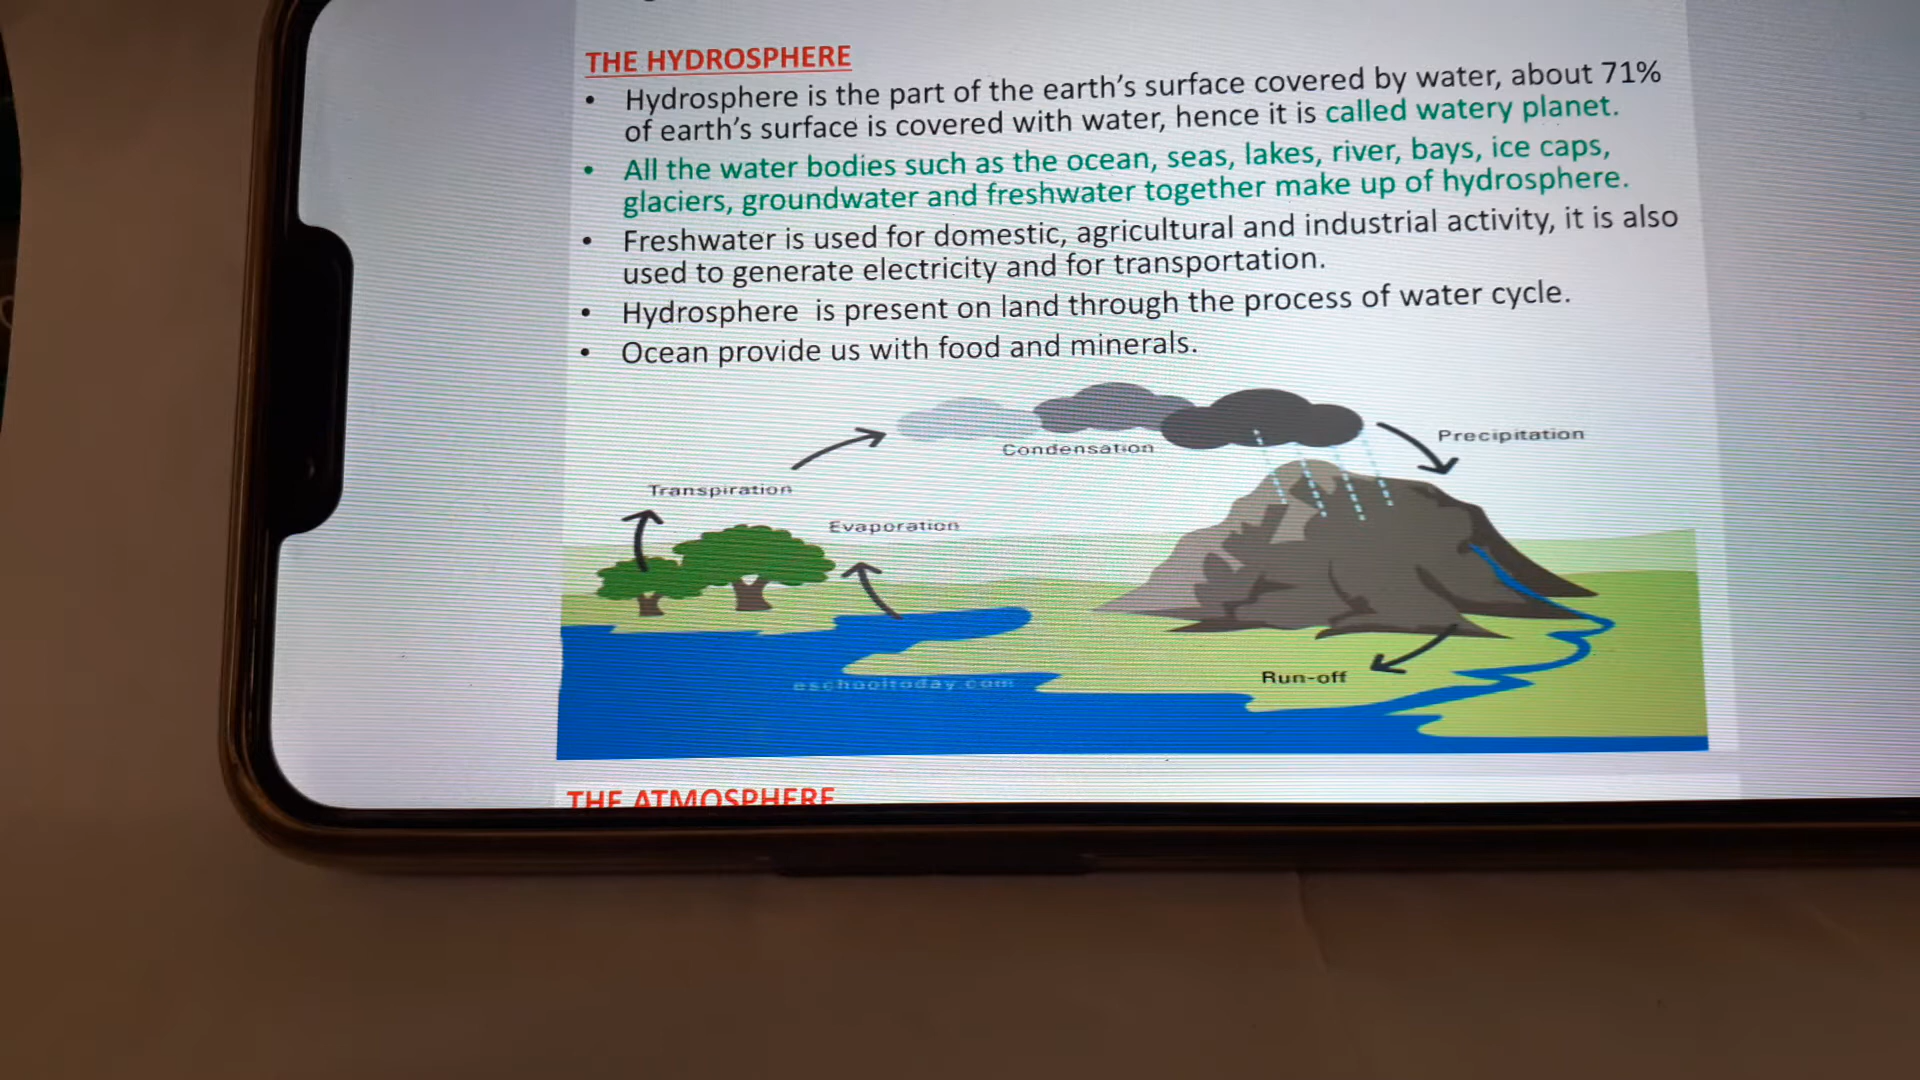 THE HYDROSPHERE
• Hydrosphere is the part of the earth's surface covered by water, about 71%
of earth's surface is covered with water, hence it is called watery planet.
• All the water bodies such as the ocean, seas, lakes, river, bays, ice caps,
glaciers, groundwater and freshwater together make up of hydrosphere.
• Freshwater is used for domestic, agricultural and industrial activity, it is also
used to generate electricity and for transportation.
• Hydrosphere is present on land through the process of water cycle.
• Ocean provide us with food and minerals.
Precipitation
Condensation
Transpiration
Evaporation
Run-off
eschooltoday.com
THE ATMOSPHERE